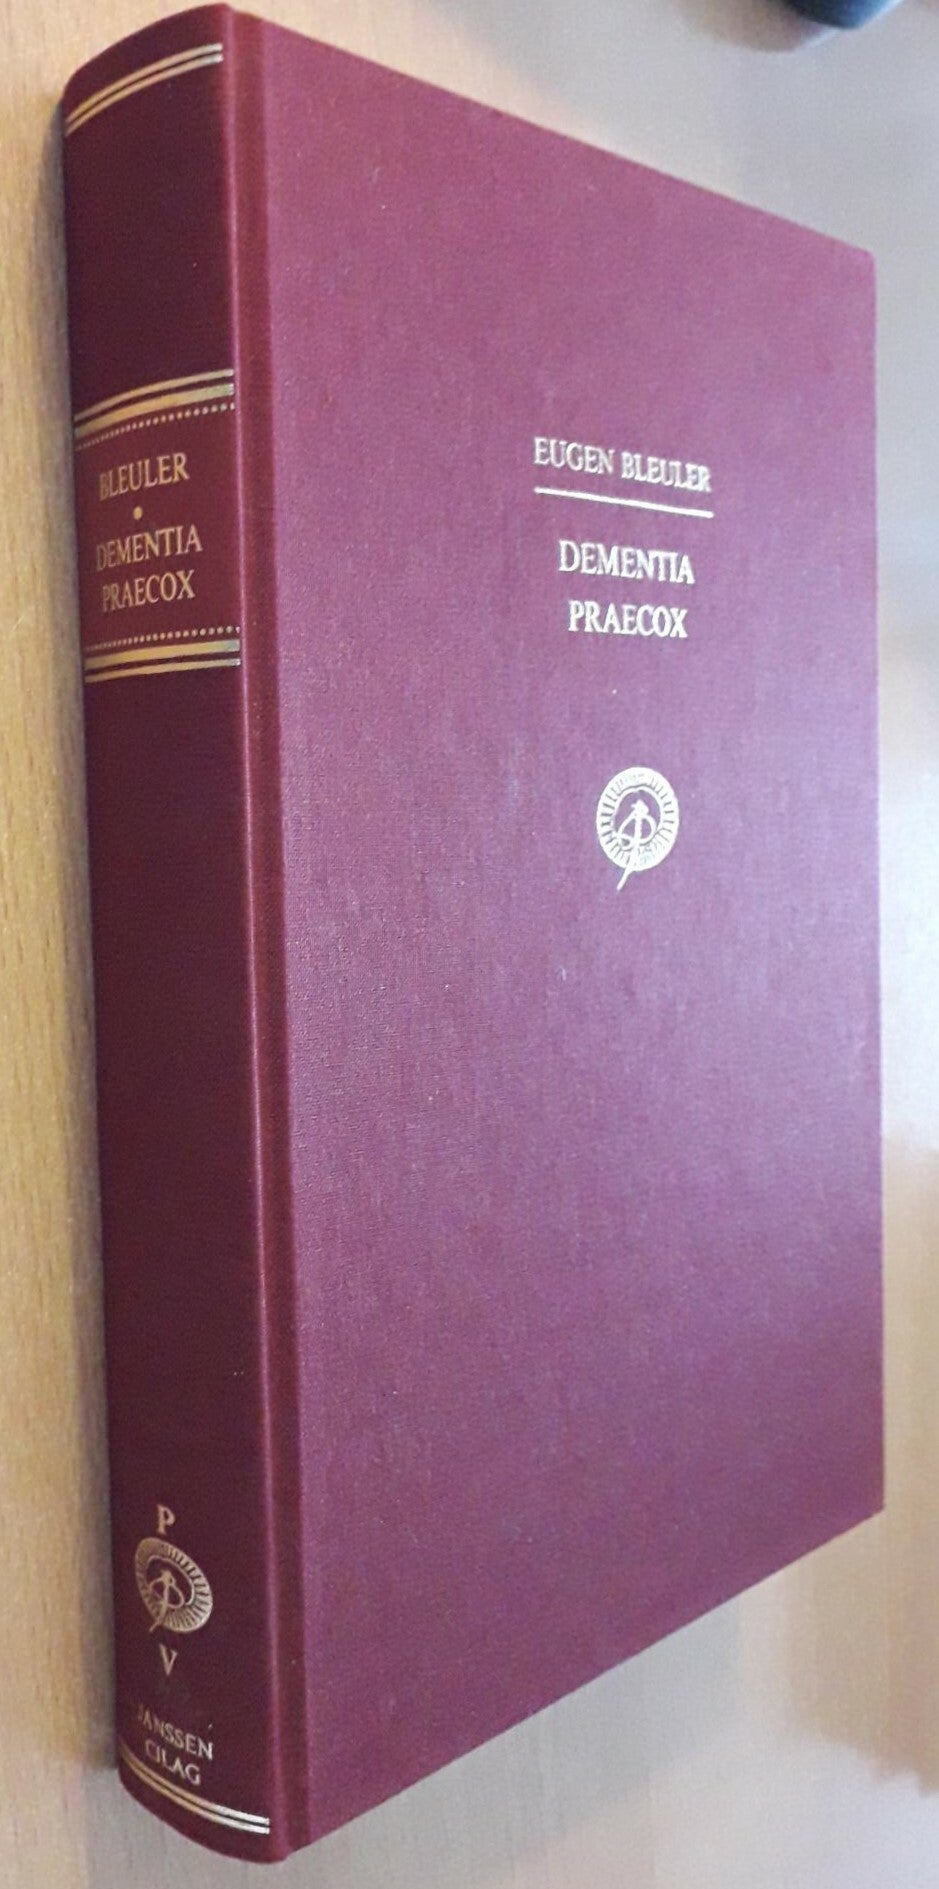 BLEULER
DEMENTIA
PRAECOX
P
V
JANSSEN
CILAG
EUGEN BLEULER
DEMENTIA
PRAECOX